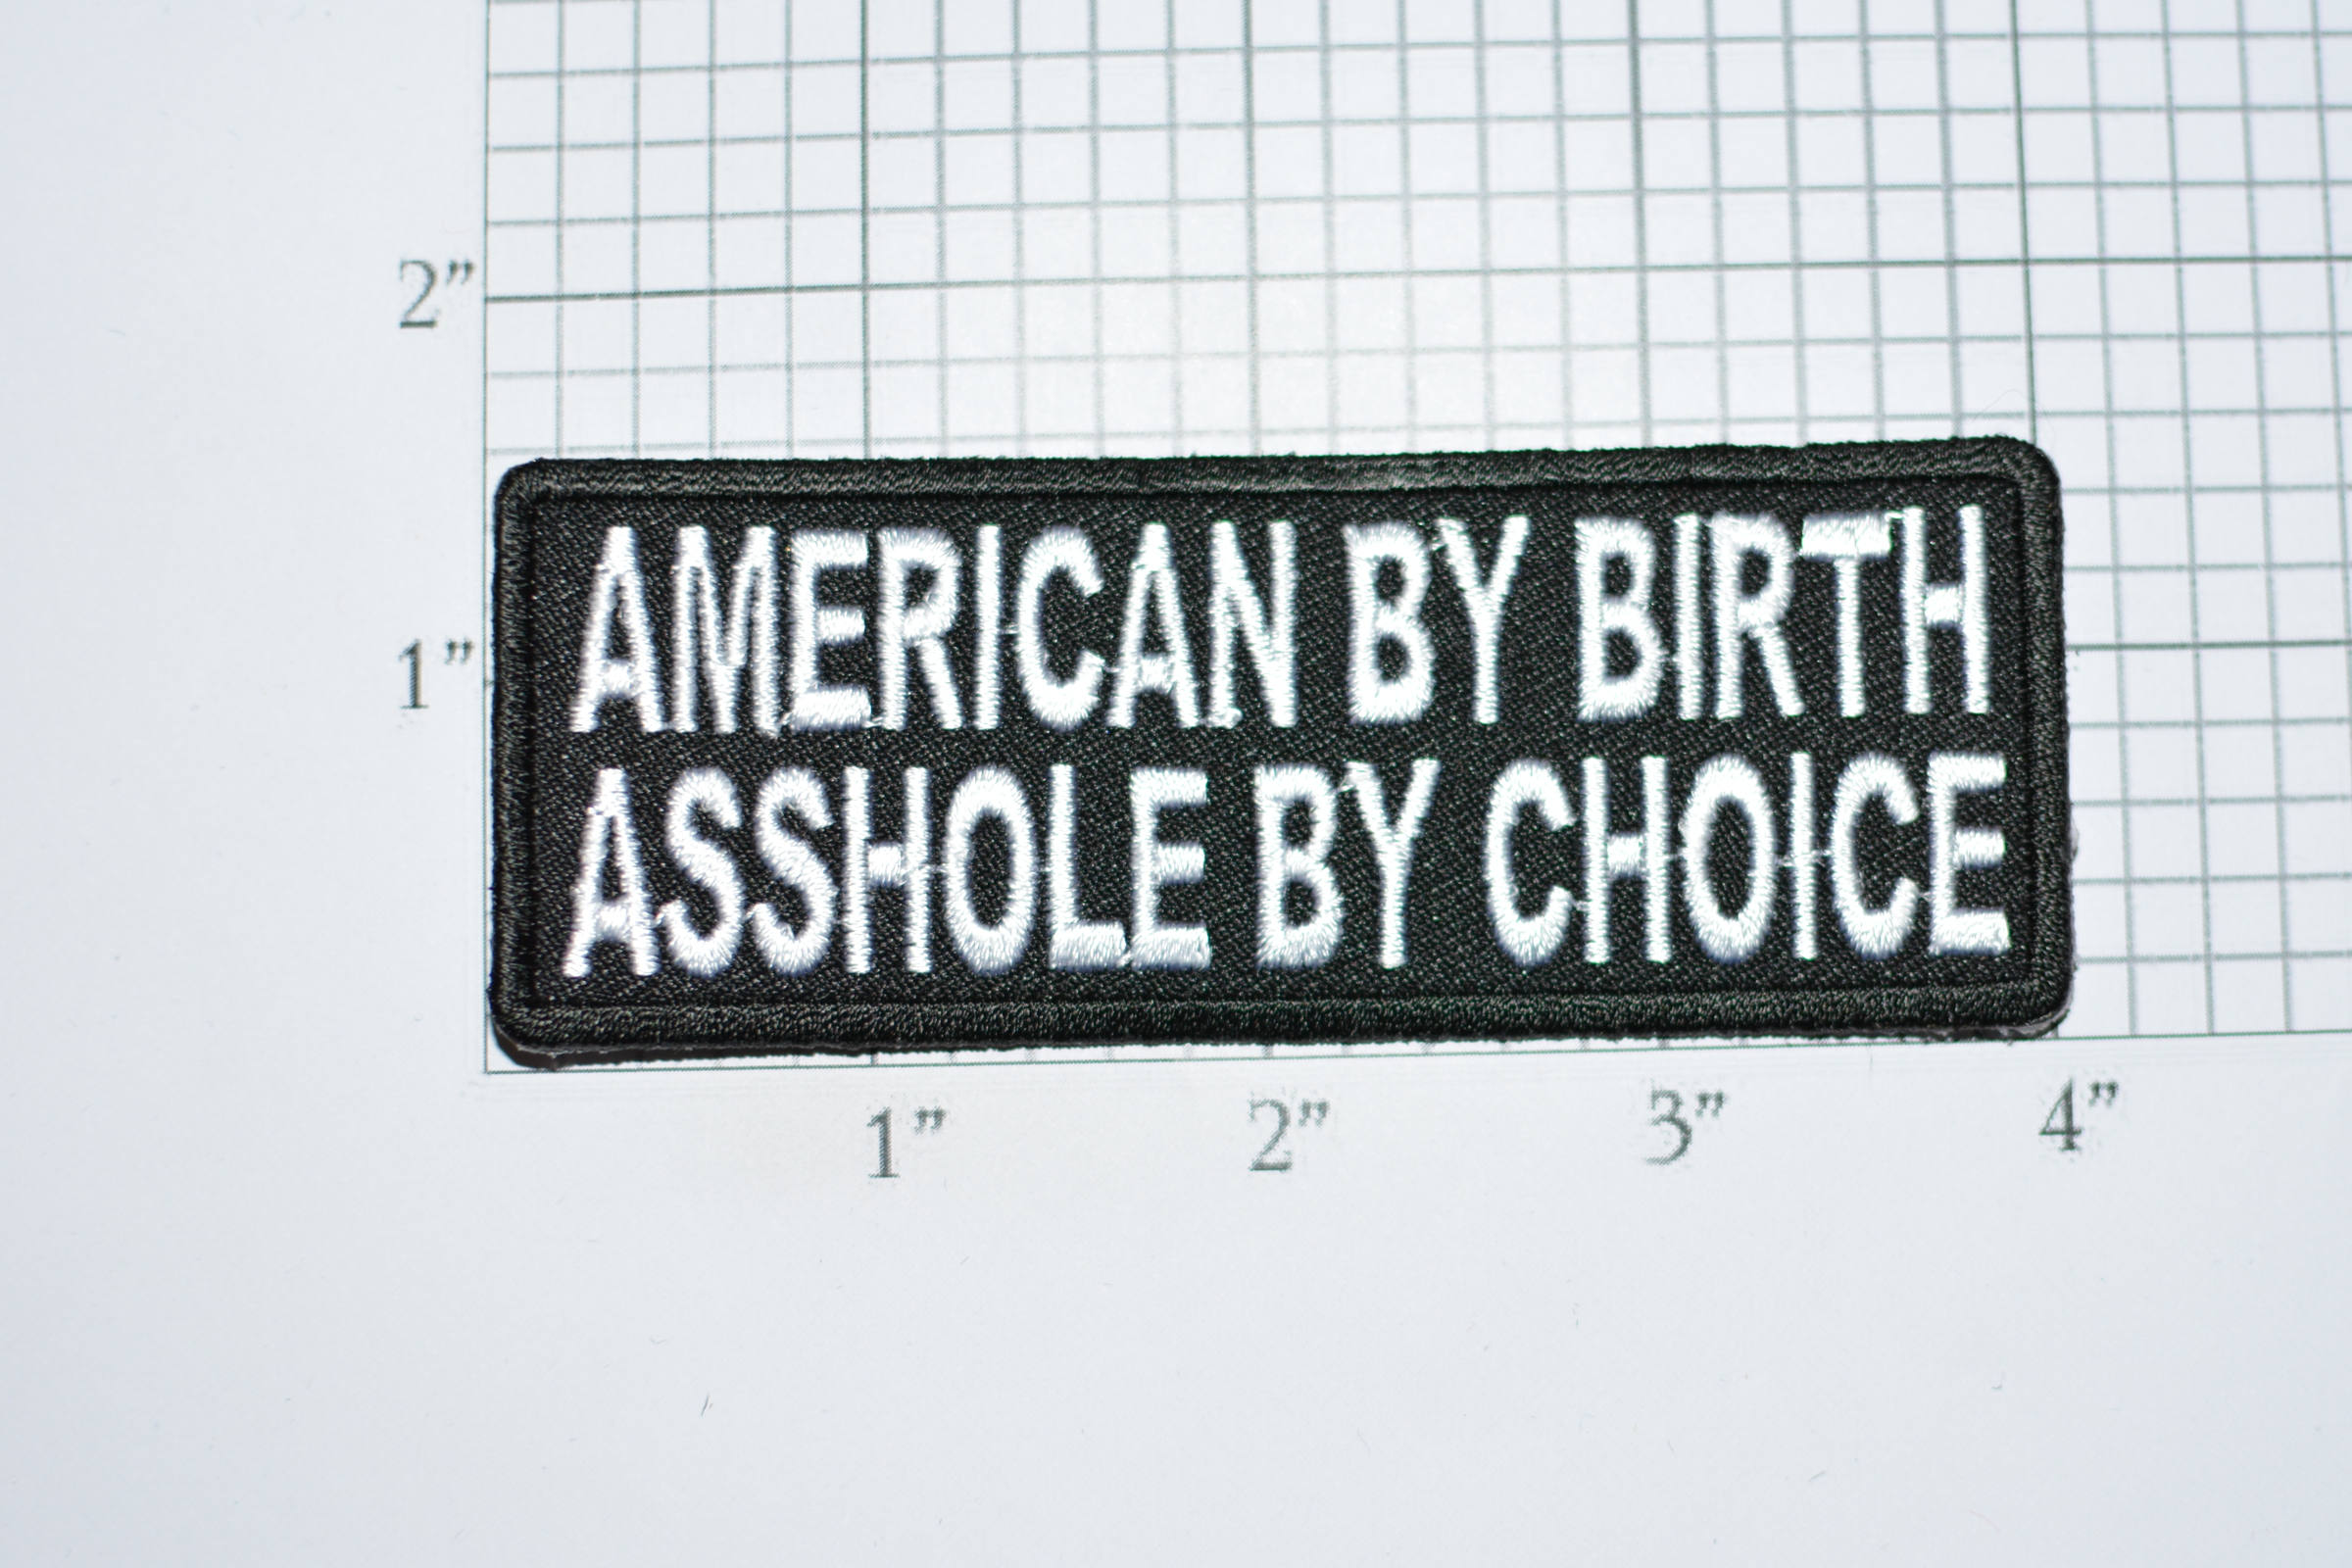 2”
1”
AMERICAN BY BIRTH
ASSHOLE BY CHOICE
1” 2” 3” 4”